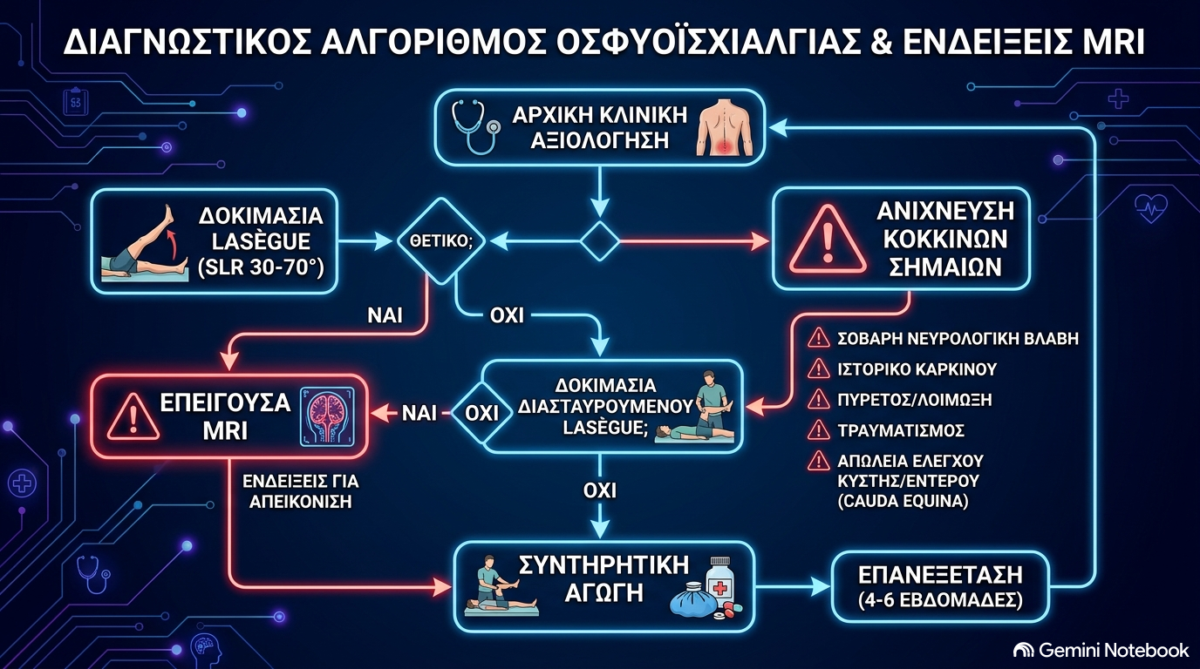 ΔΙΑΓΝΩΣΤΙΚΟΣ ΑΛΓΟΡΙΘΜΟΣ ΟΣΦΥΟΪΣΧΙΑΛΓΙΑΣ & ΕΝΔΕΙΞΕΙΣ MRI
ΑΡΧΙΚΗ ΚΛΙΝΙΚΗ
ΑΞΙΟΛΟΓΗΣΗ
ΔΟΚΙΜΑΣΙΑ
LASÈGUE
(SLR 30-70°)
ΘΕΤΙΚΟ;
ΑΝΙΧΝΕΥΣΗ
ΚΟΚΚΙΝΩΝ
ΣΗΜΑΙΩΝ
ΝΑΙ
ΟΧΙ
ΣΟΒΑΡΗ ΝΕΥΡΟΛΟΓΙΚΗ ΒΛΑΒΗ
ΙΣΤΟΡΙΚΟ ΚΑΡΚΙΝΟΥ
ΠΥΡΕΤΟΣ/ΛΟΙΜΩΞΗ
ΤΡΑΥΜΑΤΙΣΜΟΣ
ΑΠΩΛΕΙΑ ΕΛΕΓΧΟΥ
ΚΥΣΤΗΣ/ΕΝΤΕΡΟΥ
(CAUDA EQUINA)
ΕΠΕΙΓΟΥΣΑ
MRI
ΝΑΙ
ΟΧΙ
ΔΟΚΙΜΑΣΙΑ
ΔΙΑΣΤΑΥΡΟΥΜΕΝΟΥ
LASÈGUE;
ΕΝΔΕΙΞΕΙΣ ΓΙΑ
ΑΠΕΙΚΟΝΙΣΗ
ΟΧΙ
ΣΥΝΤΗΡΗΤΙΚΗ
ΑΓΩΓΗ
ΕΠΑΝΕΞΕΤΑΣΗ
(4-6 ΕΒΔΟΜΑΔΕΣ)
Gemini Notebook